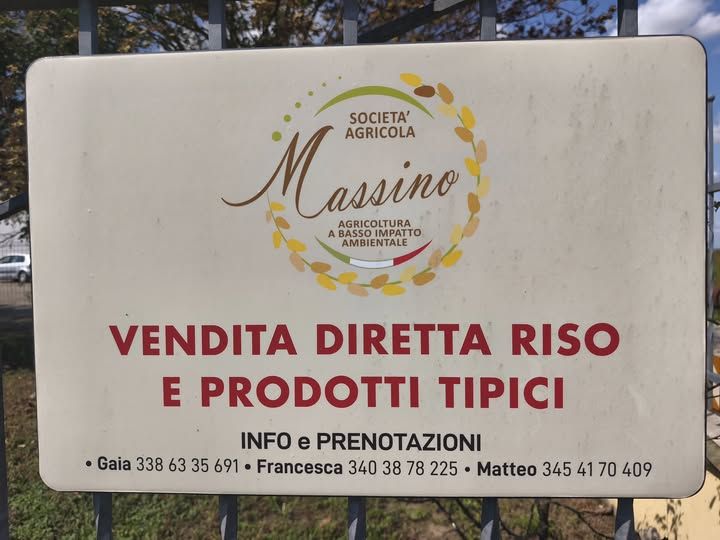 SOCIETA'
AGRICOLA
Massino
AGRICOLTURA
A BASSO IMPATTO
AMBIENTALE
VENDITA DIRETTA RISO
E PRODOTTI TIPICI
INFO e PRENOTAZIONI
• Gaia 338 63 35 691 • Francesca 340 38 78 225 • Matteo 345 41 70 409